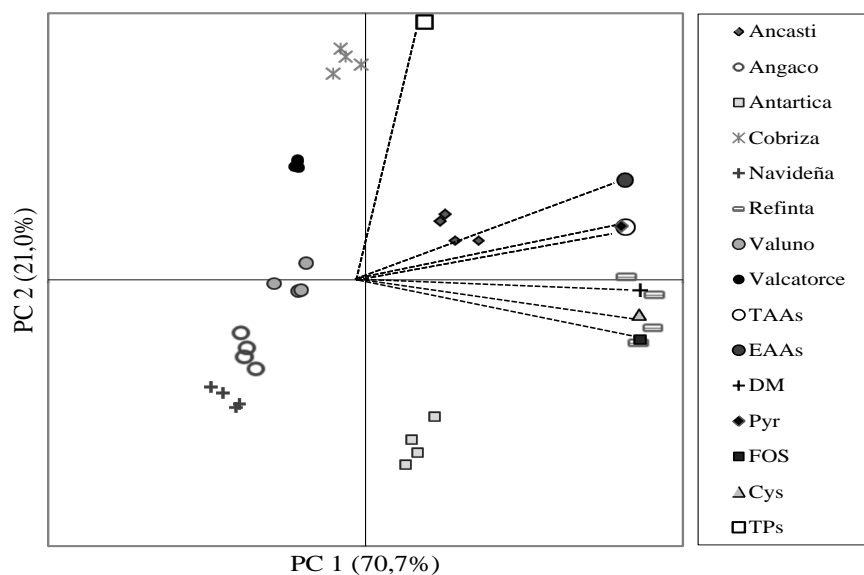 PC 2 (21,0%)
PC 1 (70,7%)
Ancasti
Angaco
Antartica
Cobriza
Navideña
Refinta
Valuno
Valcatorce
TAAs
EAAs
DM
Pyr
FOS
Cys
TPs